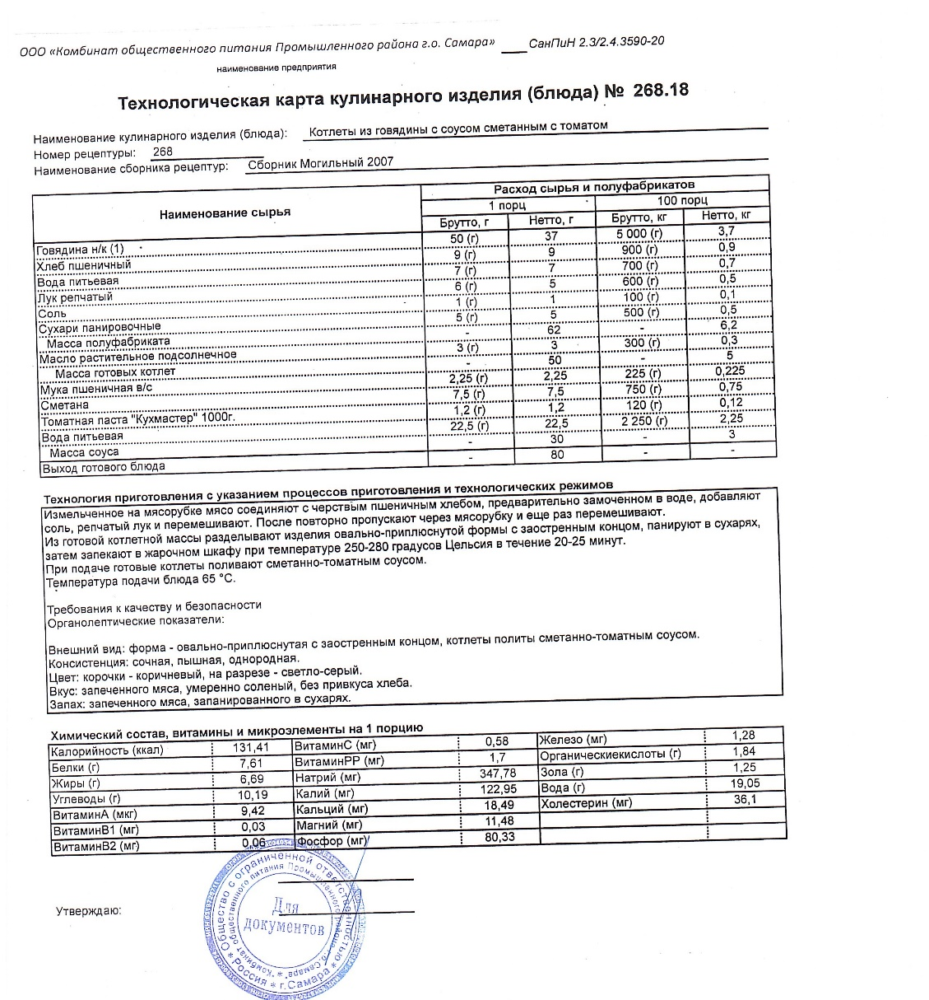 ООО «Комбинат общественного питания Промышленного района г.о. Самара» ___СанПиН 2.3/2.4.3590-20
наименование предприятия
Технологическая карта кулинарного изделия (блюда) № 268.18
Наименование кулинарного изделия (блюда): Котлеты из говядины с соусом сметанным с томатом
Номер рецептуры: 268
Наименование сборника рецептур: Сборник Могильный 2007
Наименование сырья Расход сырья и полуфабрикатов
1 порц 100 порц
Брутто, г Нетто, г Брутто, кг Нетто, кг
Говядина н/к (1) 50 (г) 37 5 000 (г) 3,7
Хлеб пшеничный 9 (г) 9 900 (г) 0,9
Вода питьевая 7 (г) 7 700 (г) 0,7
Лук репчатый 6 (г) 5 600 (г) 0,5
Соль 1 (г) 1 100 (г) 0,1
Сухари панировочные 5 (г) 5 500 (г) 0,5
Масса полуфабриката - 62 - 6,2
Масло растительное подсолнечное 3 (г) 3 300 (г) 0,3
Масса готовых котлет - 50 - 5
Мука пшеничная в/с 2,25 (г) 2,25 225 (г) 0,225
Сметана 7,5 (г) 7,5 750 (г) 0,75
Томатная паста "Кухмастер" 1000г. 1,2 (г) 1,2 120 (г) 0,12
Вода питьевая 22,5 (г) 22,5 2 250 (г) 2,25
Масса соуса - 30 - 3
Выход готового блюда - 80 - -
Технология приготовления с указанием процессов приготовления и технологических режимов
Измельченное на мясорубке мясо соединяют с черствым пшеничным хлебом, предварительно замоченном в воде, добавляют
соль, репчатый лук и перемешивают. После повторно пропускают через мясорубку и еще раз перемешивают.
Из готовой котлетной массы разделывают изделия овально-приплюснутой формы с заостренным концом, панируют в сухарях,
затем запекают в жарочном шкафу при температуре 250-280 градусов Цельсия в течение 20-25 минут.
При подаче готовые котлеты поливают сметанно-томатным соусом.
Температура подачи блюда 65 °С.
Требования к качеству и безопасности
Органолептические показатели:
Внешний вид: форма - овально-приплюснутая с заостренным концом, котлеты политы сметанно-томатным соусом.
Консистенция: сочная, пышная, однородная.
Цвет: корочки - коричневый, на разрезе - светло-серый.
Вкус: запеченного мяса, умеренно соленый, без привкуса хлеба.
Запах: запеченного мяса, запанированного в сухарях.
Химический состав, витамины и микроэлементы на 1 порцию
Калорийность (ккал) 131,41 ВитаминС (мг) 0,58 Железо (мг) 1,28
Белки (г) 7,61 ВитаминРР (мг) 1,7 Органическиекислоты (г) 1,84
Жиры (г) 6,69 Натрий (мг) 347,78 Зола (г) 1,25
Углеводы (г) 10,19 Калий (мг) 122,95 Вода (г) 19,05
ВитаминА (мкг) 9,42 Кальций (мг) 18,49 Холестерин (мг) 36,1
ВитаминВ1 (мг) 0,03 Магний (мг) 11,48
ВитаминВ2 (мг) 0,06 Фосфор (мг) 80,33
Утверждаю:
Общество с ограниченной ответственностью * г.Самара * Россия *
Комбинат общественного питания Промышленного района г.о.Самара
Для
документов